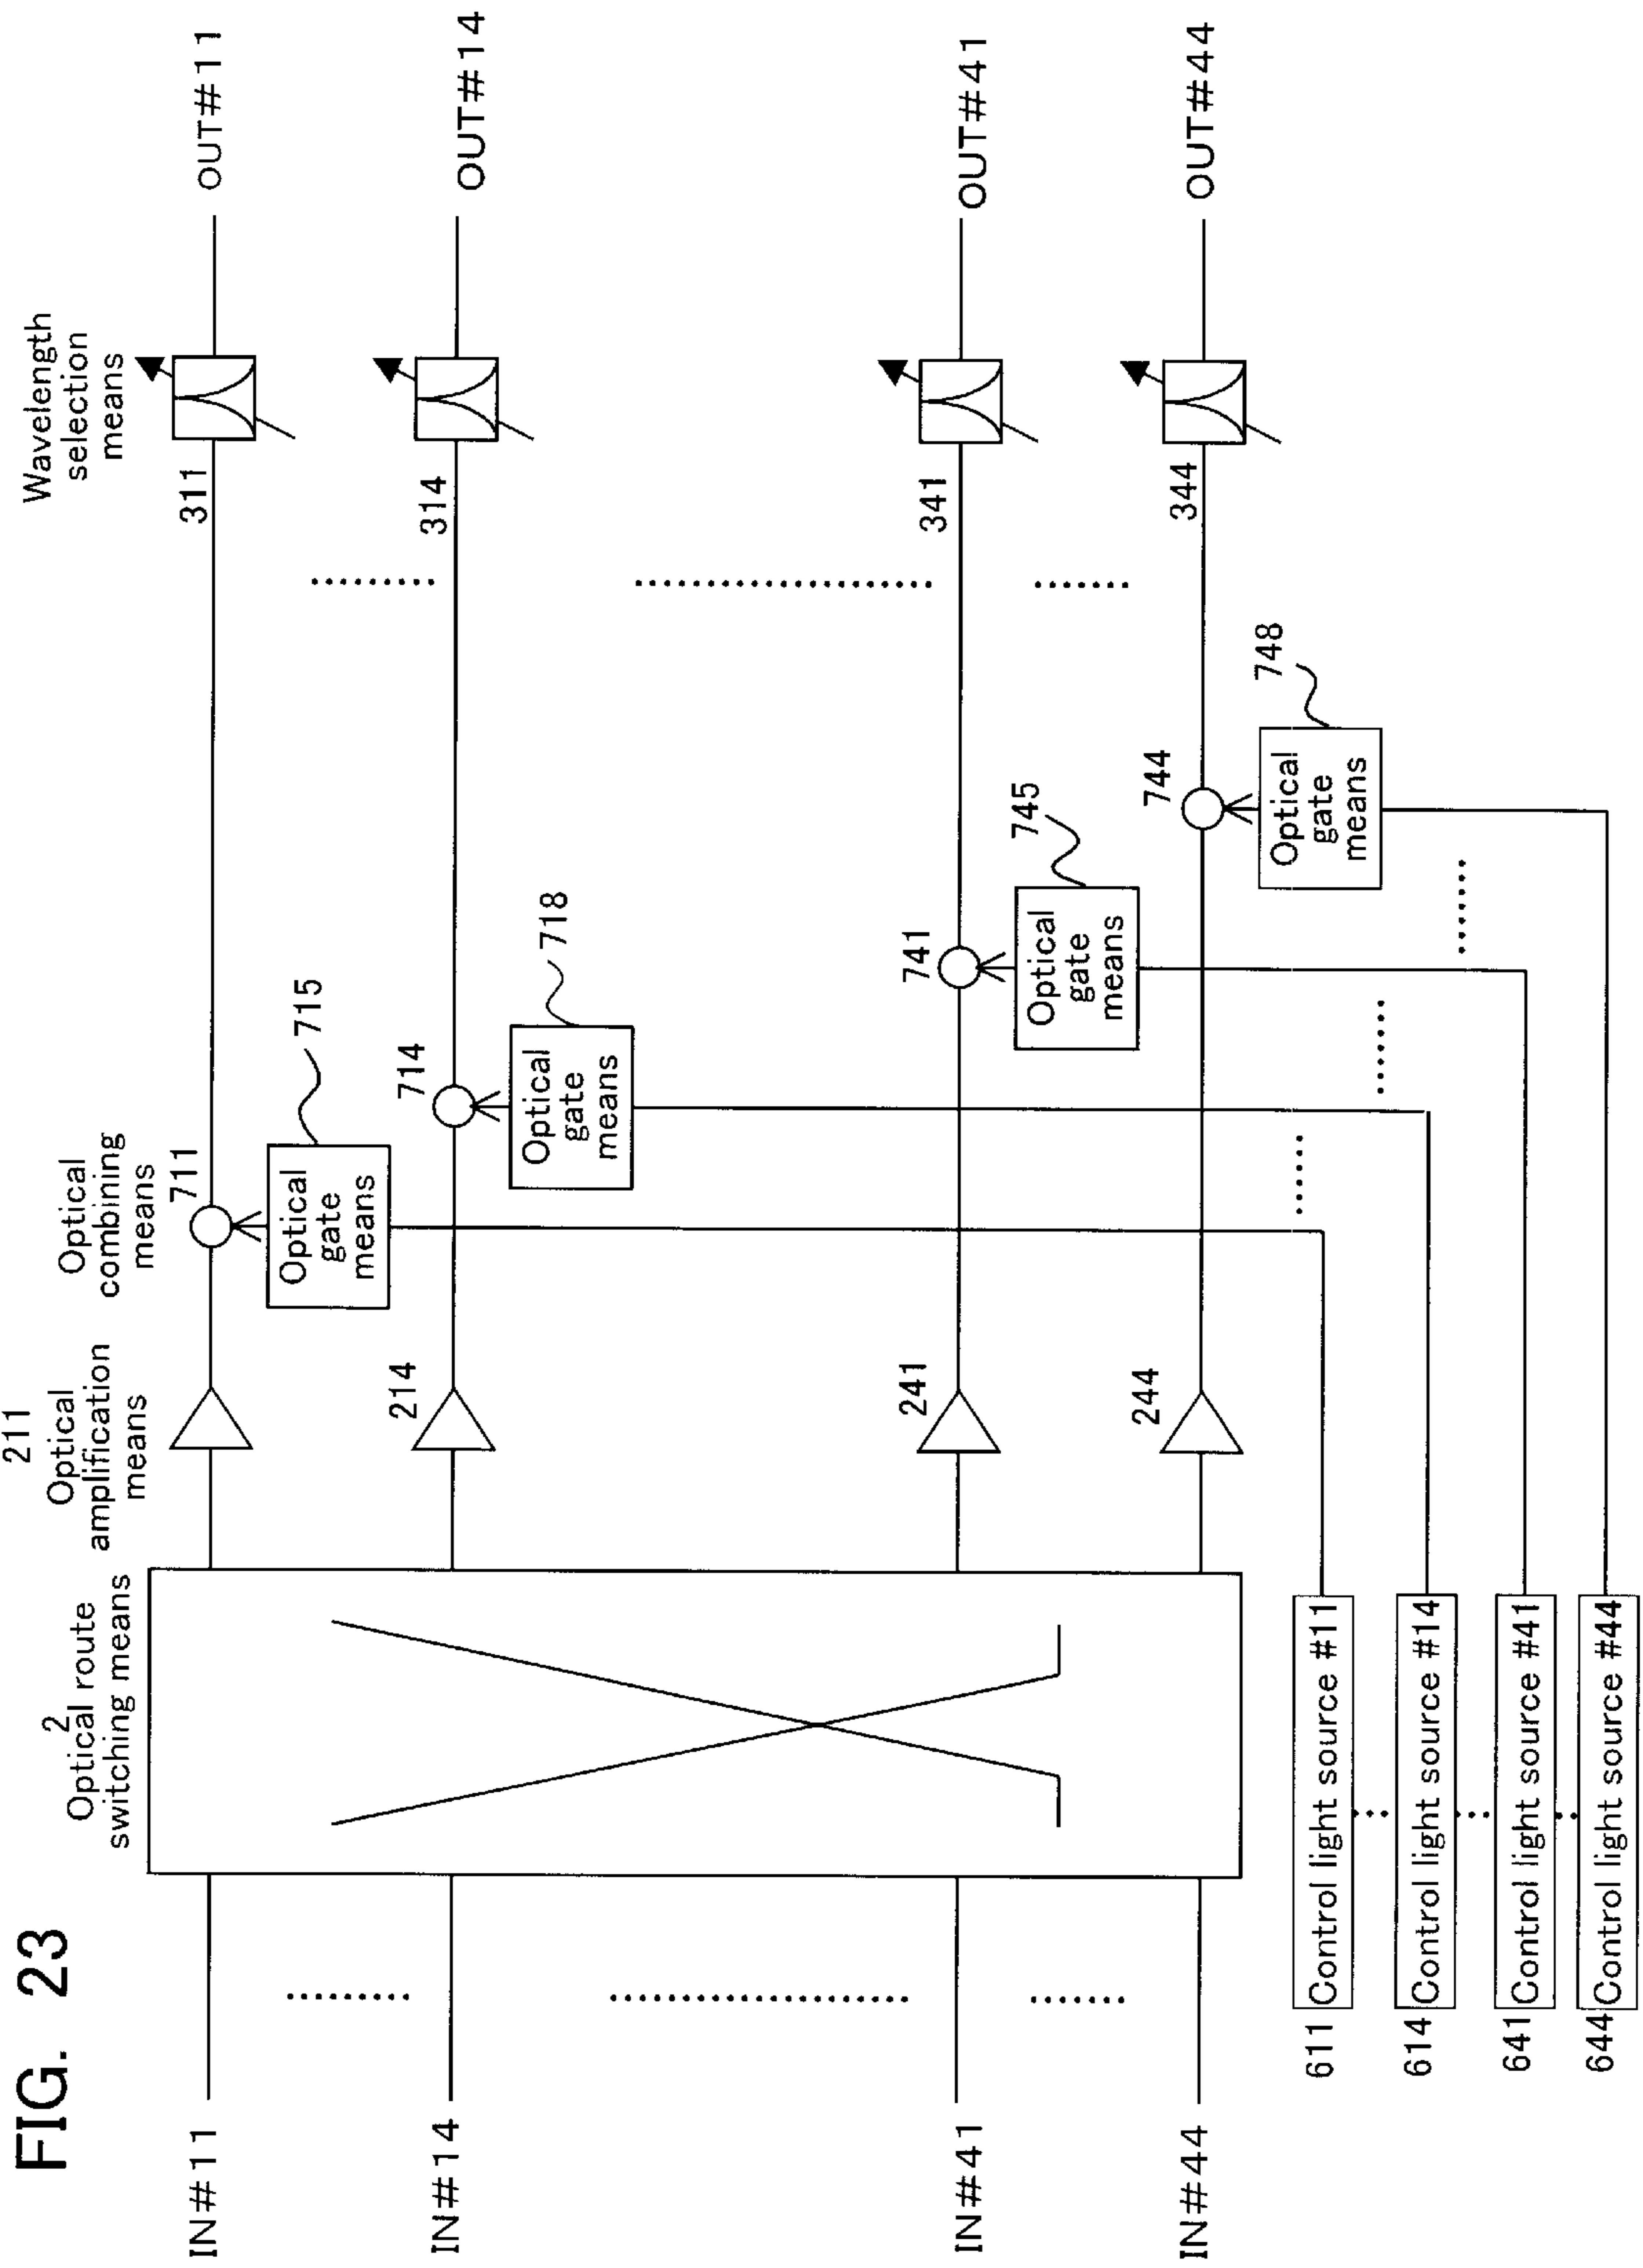 FIG. 23
2
Optical route
switching means
211
Optical
amplification
means
Optical
combining
means
Wavelength
selection
means
IN#11
711
311
OUT#11
Optical
gate
means
715
IN#14
214
714
314
OUT#14
Optical
gate
means
718
IN#41
241
741
341
OUT#41
Optical
gate
means
745
IN#44
244
744
344
OUT#44
Optical
gate
means
748
611
Control light source #11
614
Control light source #14
641
Control light source #41
644
Control light source #44